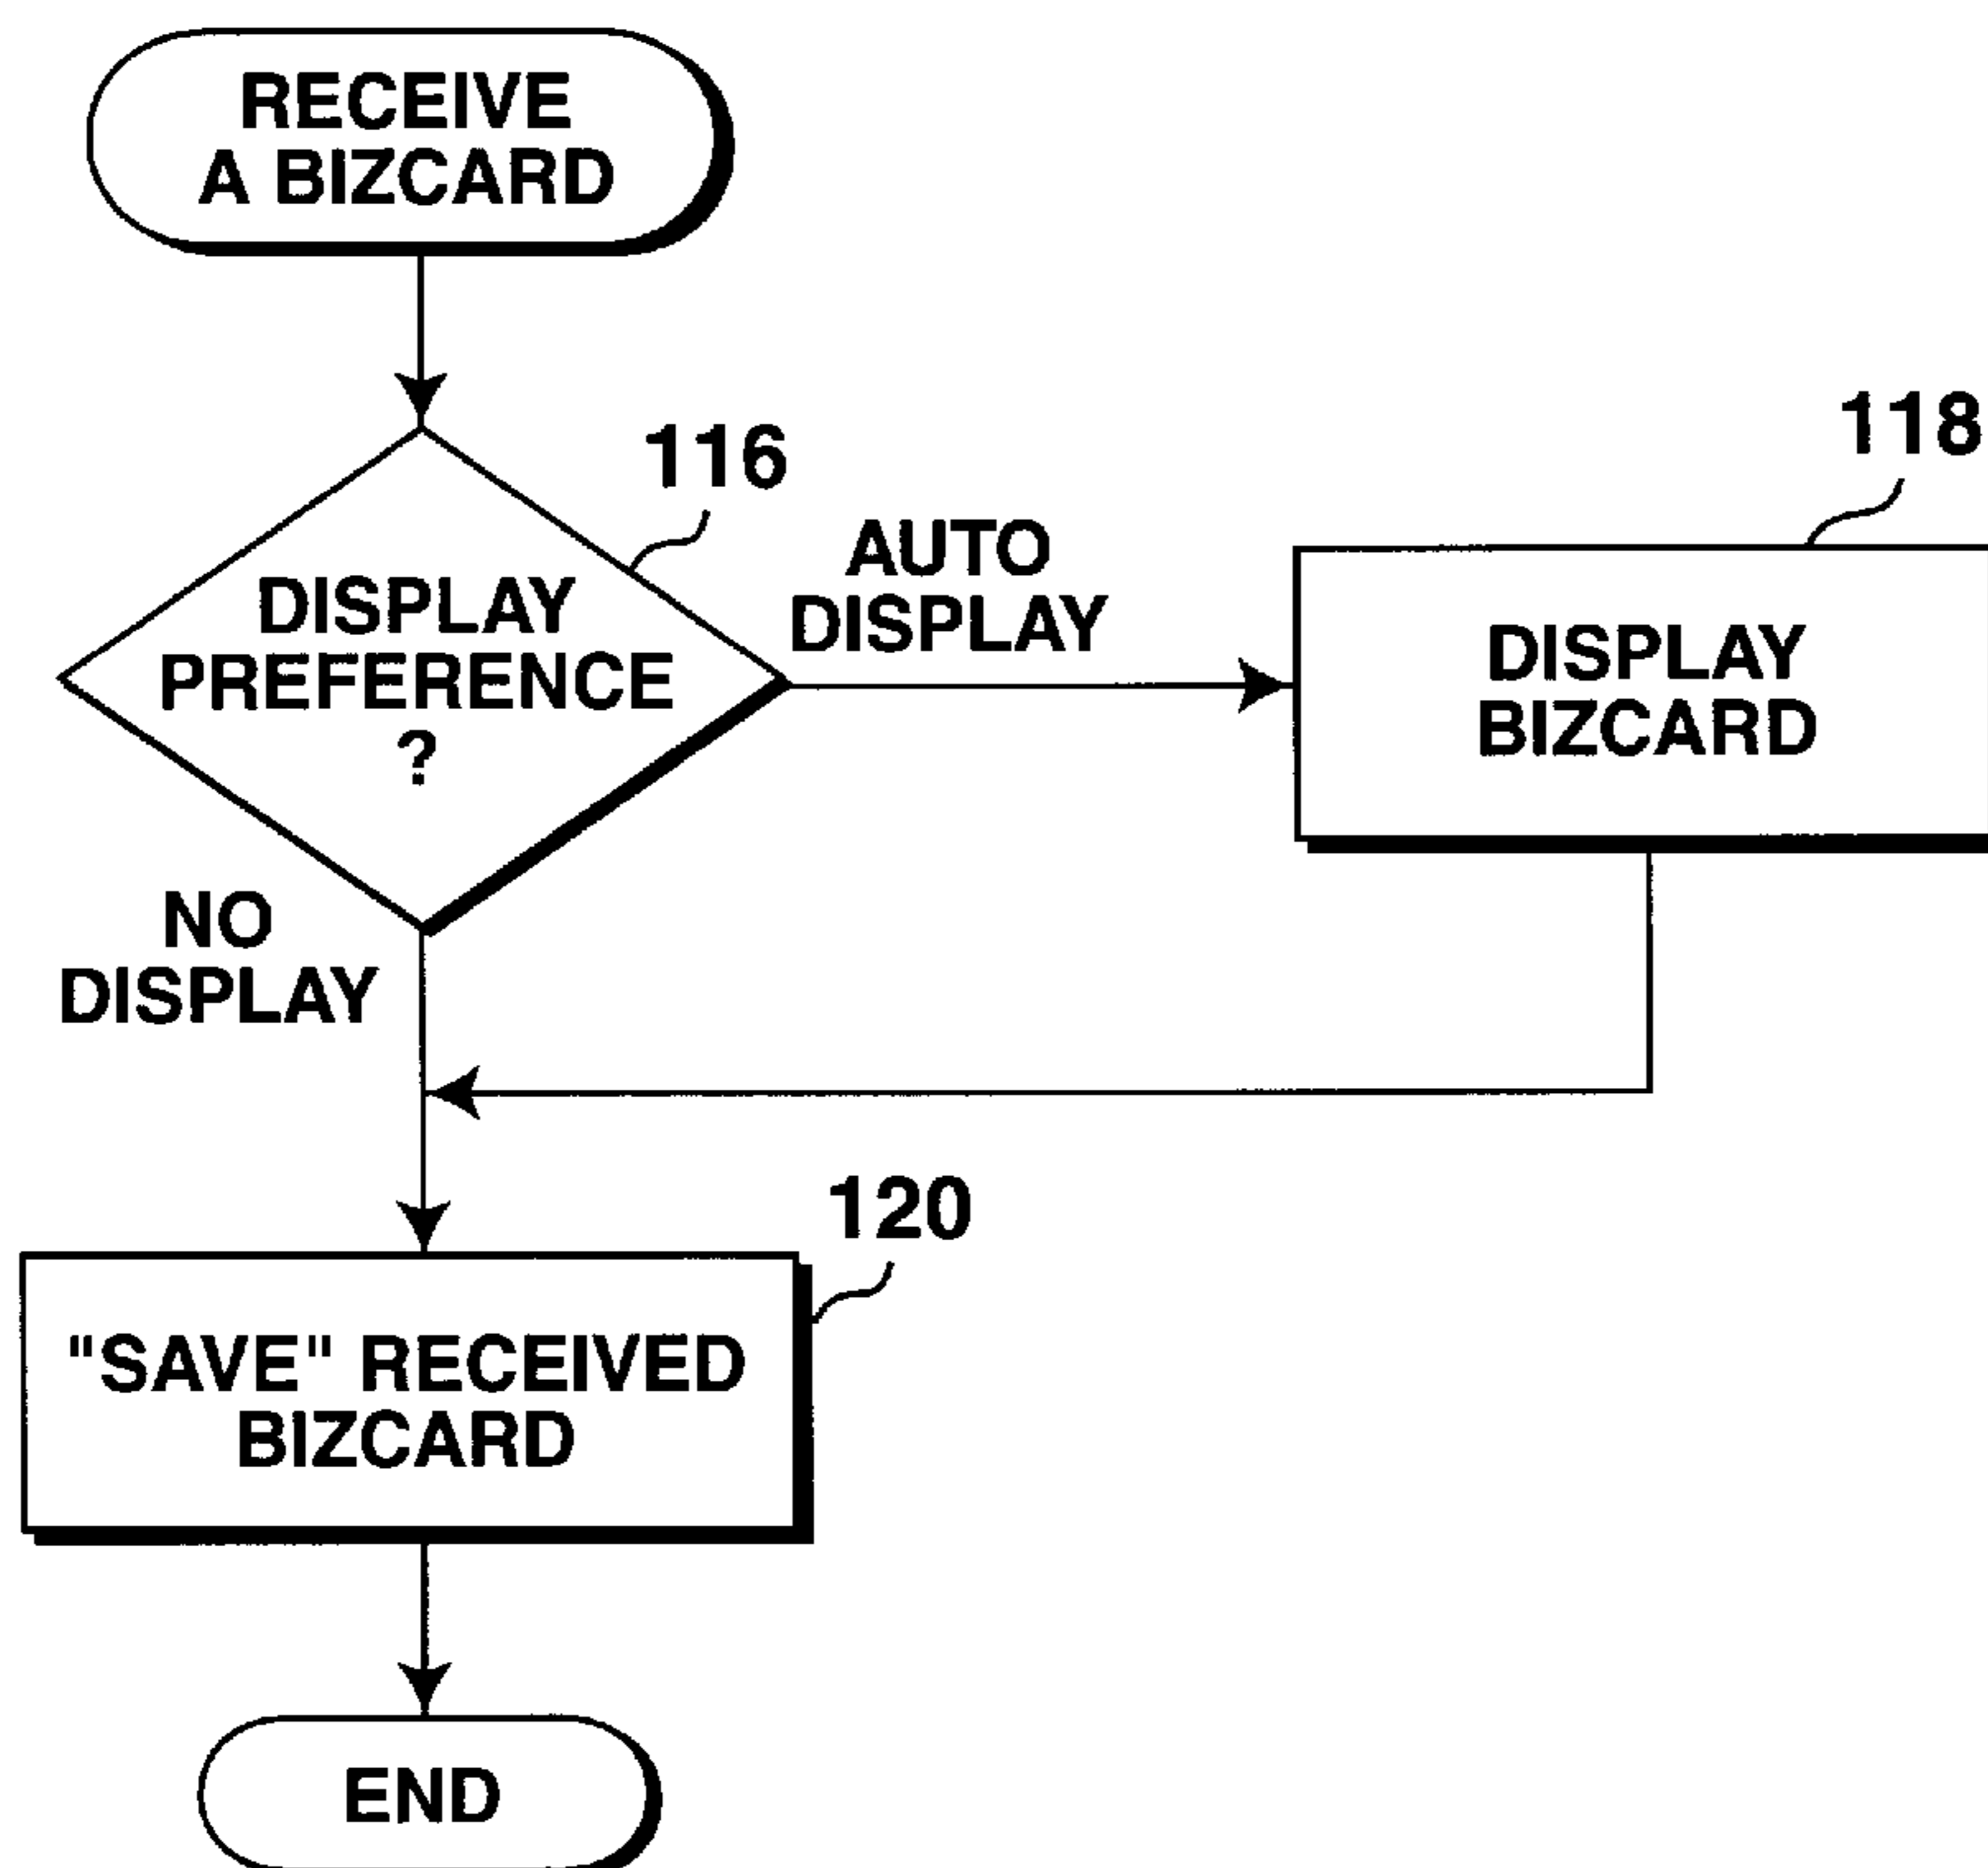 RECEIVE
A BIZCARD
116
118
DISPLAY
PREFERENCE
?
AUTO
DISPLAY
DISPLAY
BIZCARD
NO
DISPLAY
120
"SAVE" RECEIVED
BIZCARD
END